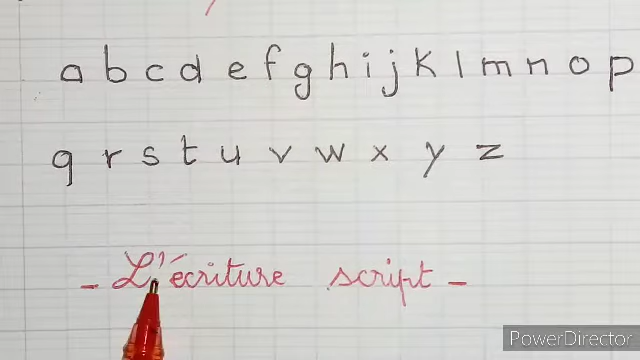 a b c d e f g h i j k l m n o p
q r s t u v w x y z
- L'écriture script -
PowerDirector